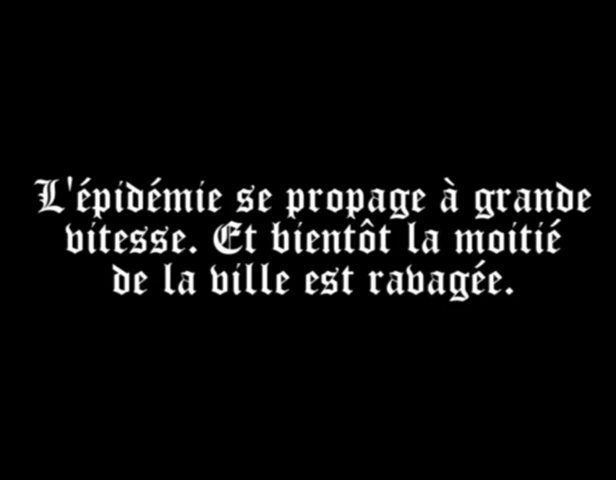 L'épidémie se propage à grande
vitesse. Et bientôt la moitié
de la ville est ravagée.